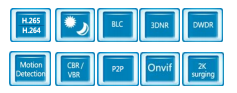 H.265
H.264
BLC
3DNR
DWDR
Motion
Detection
CBR /
VBR
P2P
Onvif
2K
surging